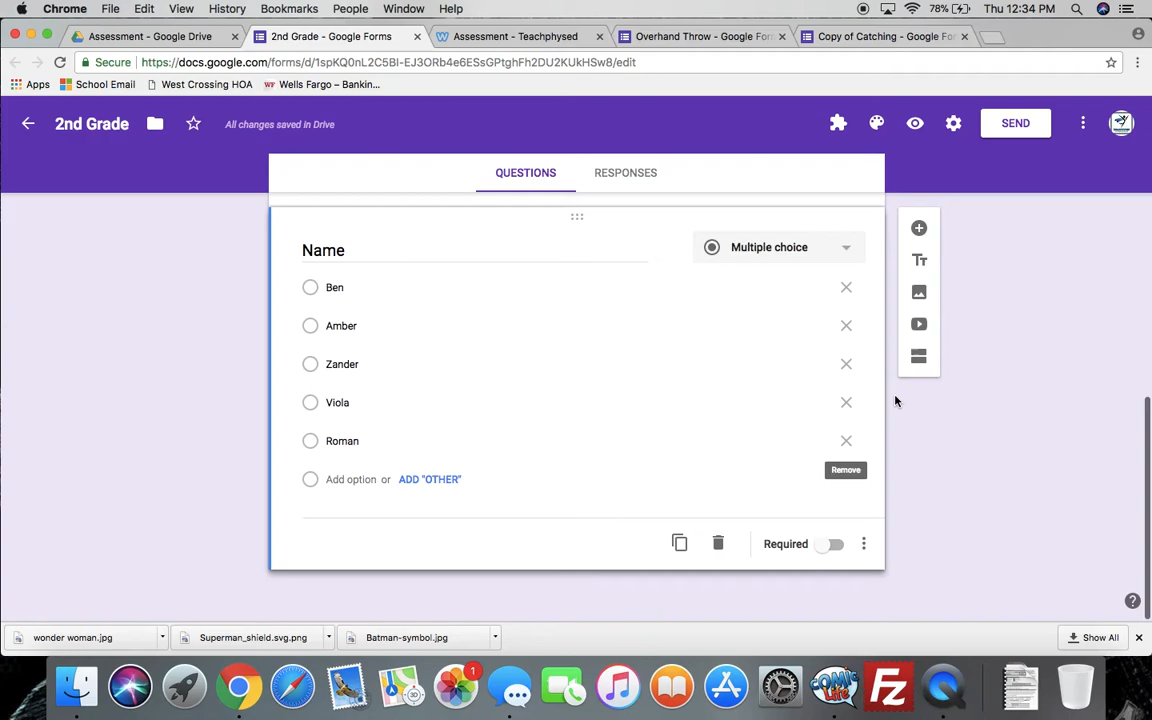 Chrome File Edit View History Bookmarks People Window Help 78% Thu 12:34 PM
Assessment - Google Drive 2nd Grade - Google Forms Assessment - Teachphysed Overhand Throw - Google Fo Copy of Catching - Google Fo
Secure https://docs.google.com/forms/d/1spKQ0nL2C5BI-EJ3ORb4e6ESsGPtghFh2DU2KUkHSw8/edit
Apps School Email West Crossing HOA Wells Fargo – Bankin...
2nd Grade All changes saved in Drive SEND
QUESTIONS RESPONSES
Name Multiple choice
Ben
Amber
Zander
Viola
Roman
Remove
Add option or ADD "OTHER"
Required
wonder woman.jpg Superman_shield.svg.png Batman-symbol.jpg Show All